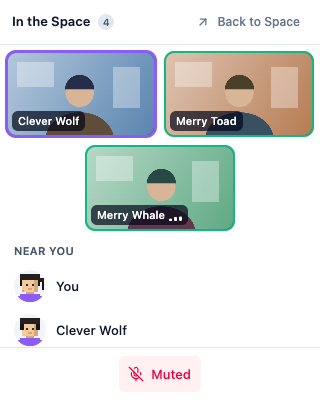 In the Space 4
Back to Space
Clever Wolf
Merry Toad
Merry Whale
NEAR YOU
You
Clever Wolf
Muted